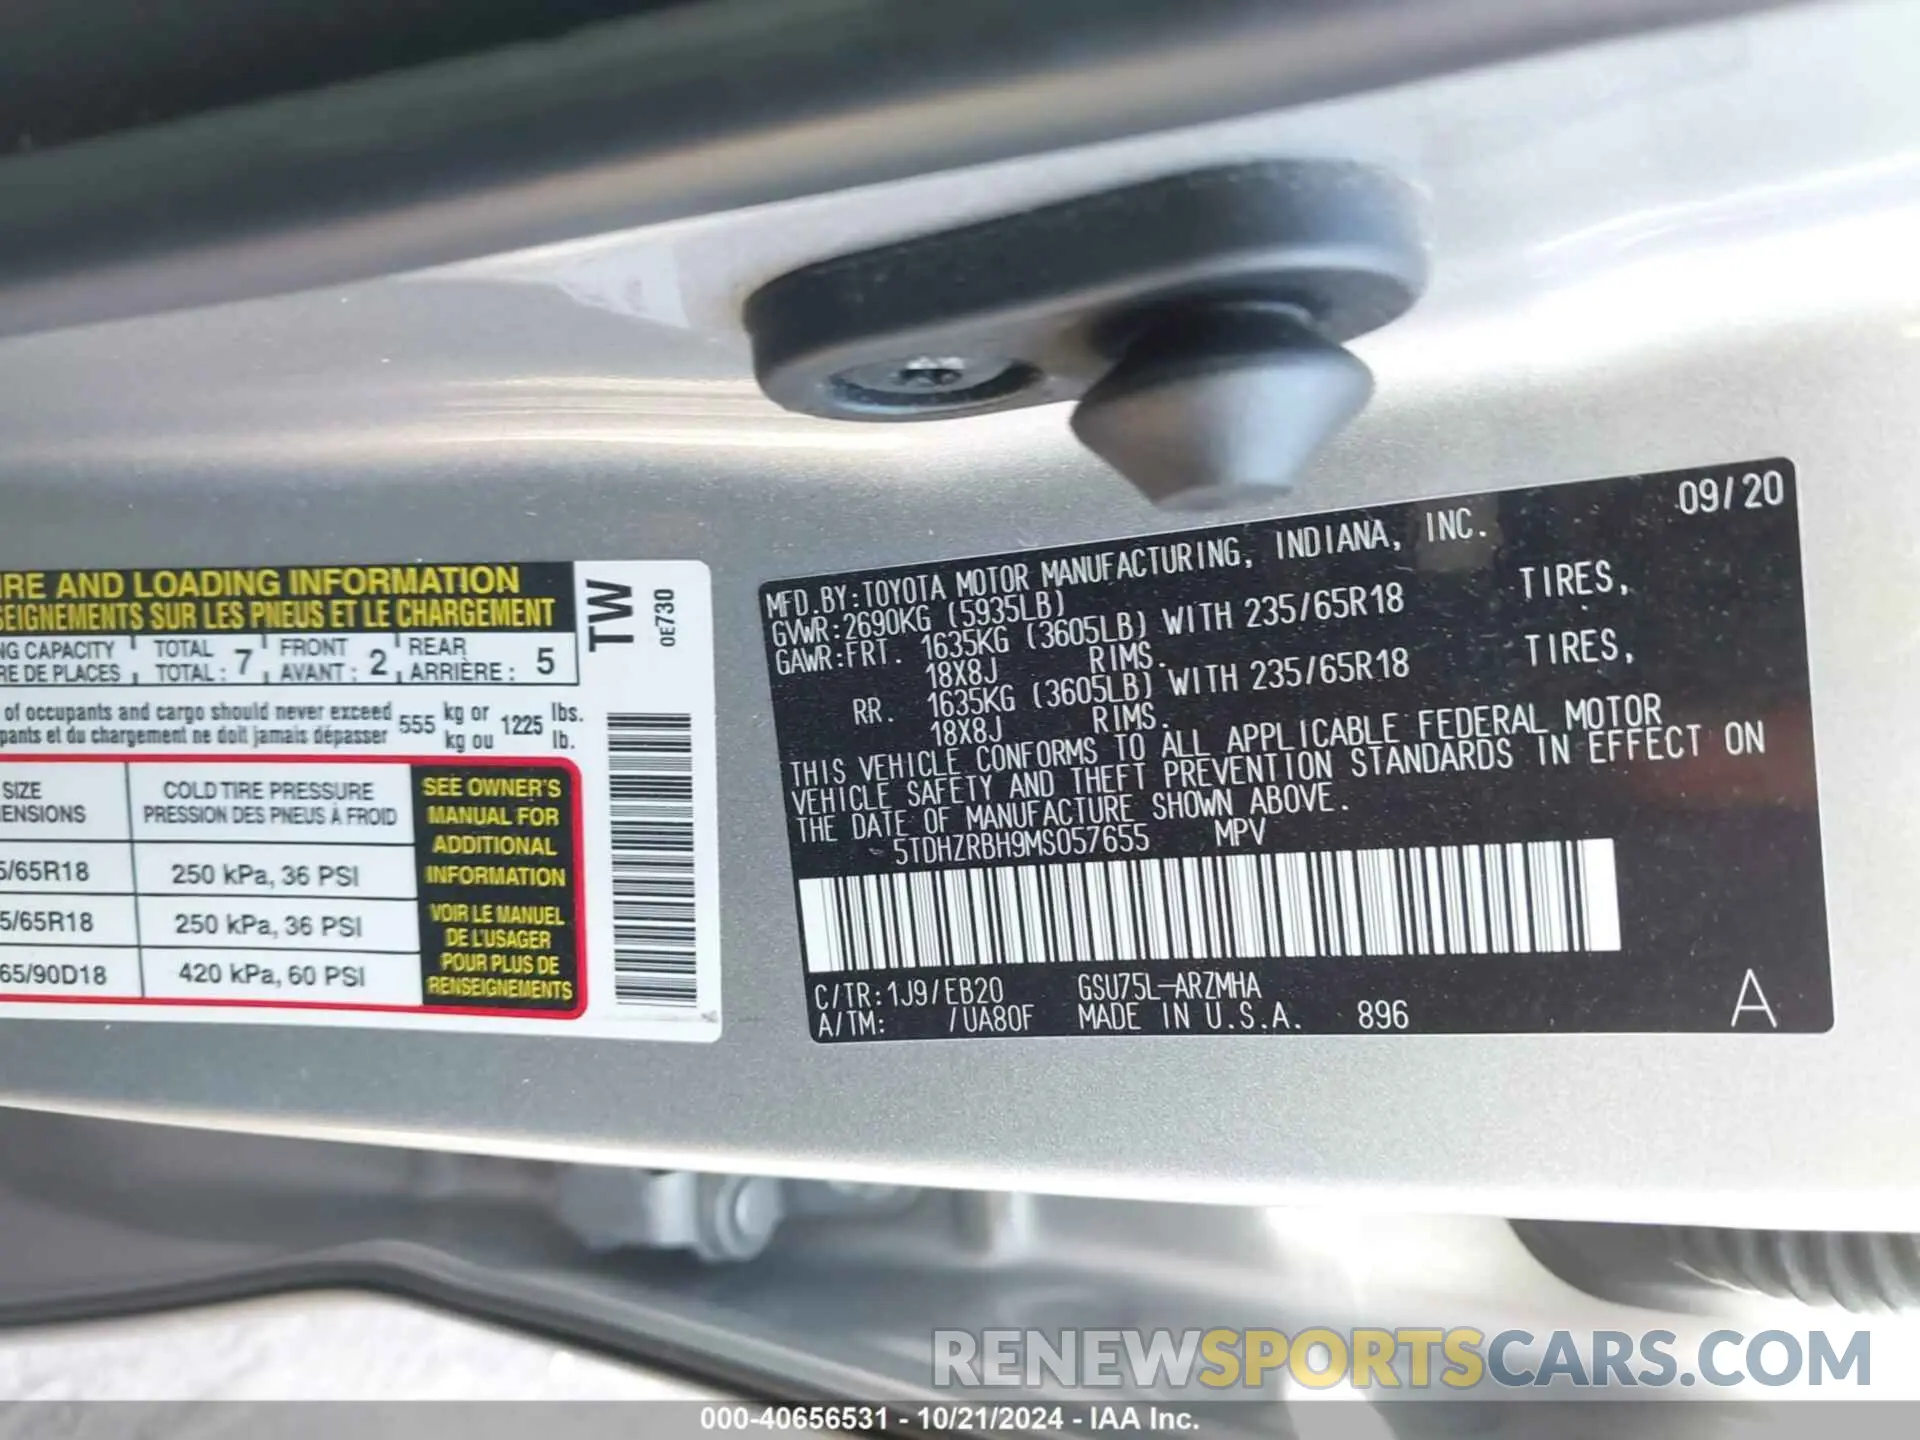 IRE AND LOADING INFORMATION
SEIGNEMENTS SUR LES PNEUS ET LE CHARGEMENT
NG CAPACITY TOTAL 7 FRONT 2 REAR 5
RE DE PLACES TOTAL : AVANT : ARRIÈRE :
of occupants and cargo should never exceed 555 kg or 1225 lbs.
pants et du chargement ne doit jamais dépasser kg ou lb.
SIZE COLD TIRE PRESSURE
ENSIONS PRESSION DES PNEUS À FROID
5/65R18 250 kPa, 36 PSI
5/65R18 250 kPa, 36 PSI
65/90D18 420 kPa, 60 PSI
SEE OWNER'S
MANUAL FOR
ADDITIONAL
INFORMATION
VOIR LE MANUEL
DE L'USAGER
POUR PLUS DE
RENSEIGNEMENTS
TW
0E730
09/20
MFD.BY:TOYOTA MOTOR MANUFACTURING, INDIANA, INC.
GVWR:2690KG (5935LB)
GAWR:FRT. 1635KG (3605LB) WITH 235/65R18 TIRES,
18X8J RIMS.
RR. 1635KG (3605LB) WITH 235/65R18 TIRES,
18X8J RIMS.
THIS VEHICLE CONFORMS TO ALL APPLICABLE FEDERAL MOTOR
VEHICLE SAFETY AND THEFT PREVENTION STANDARDS IN EFFECT ON
THE DATE OF MANUFACTURE SHOWN ABOVE.
5TDHZRBH9MS057655 MPV
C/TR:1J9/EB20 GSU75L-ARZMHA
A/TM: /UA80F MADE IN U.S.A. 896 A
RENEWSPORTSCARS.COM
000-40656531 - 10/21/2024 - IAA Inc.